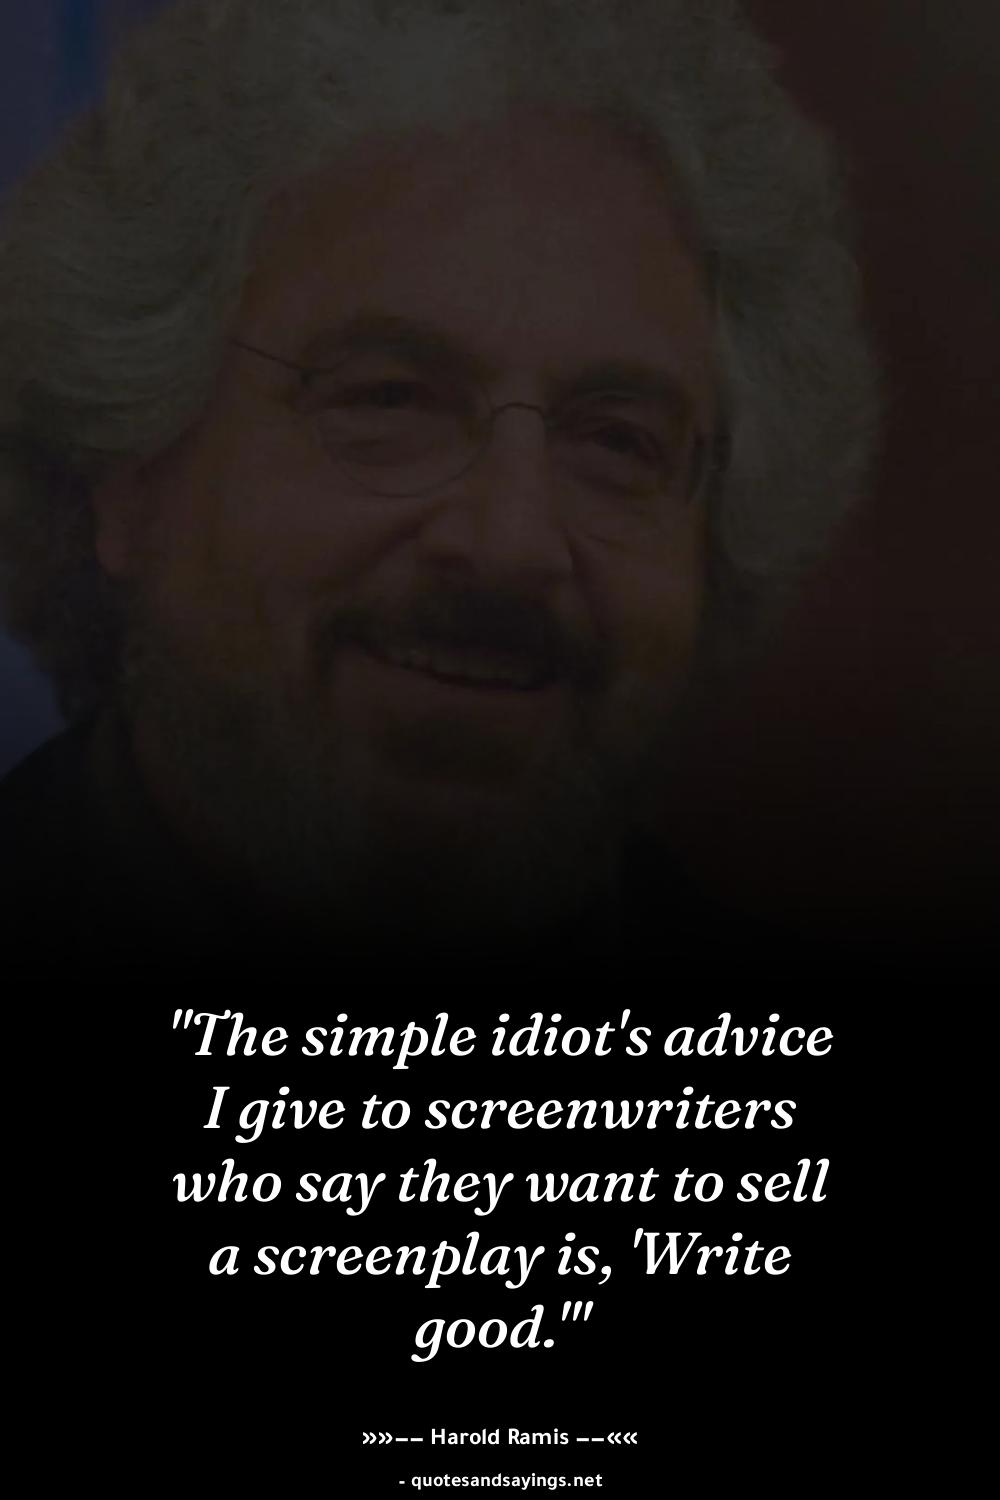 "The simple idiot's advice
I give to screenwriters
who say they want to sell
a screenplay is, 'Write
good.'"
»»–– Harold Ramis ––««
- quotesandsayings.net